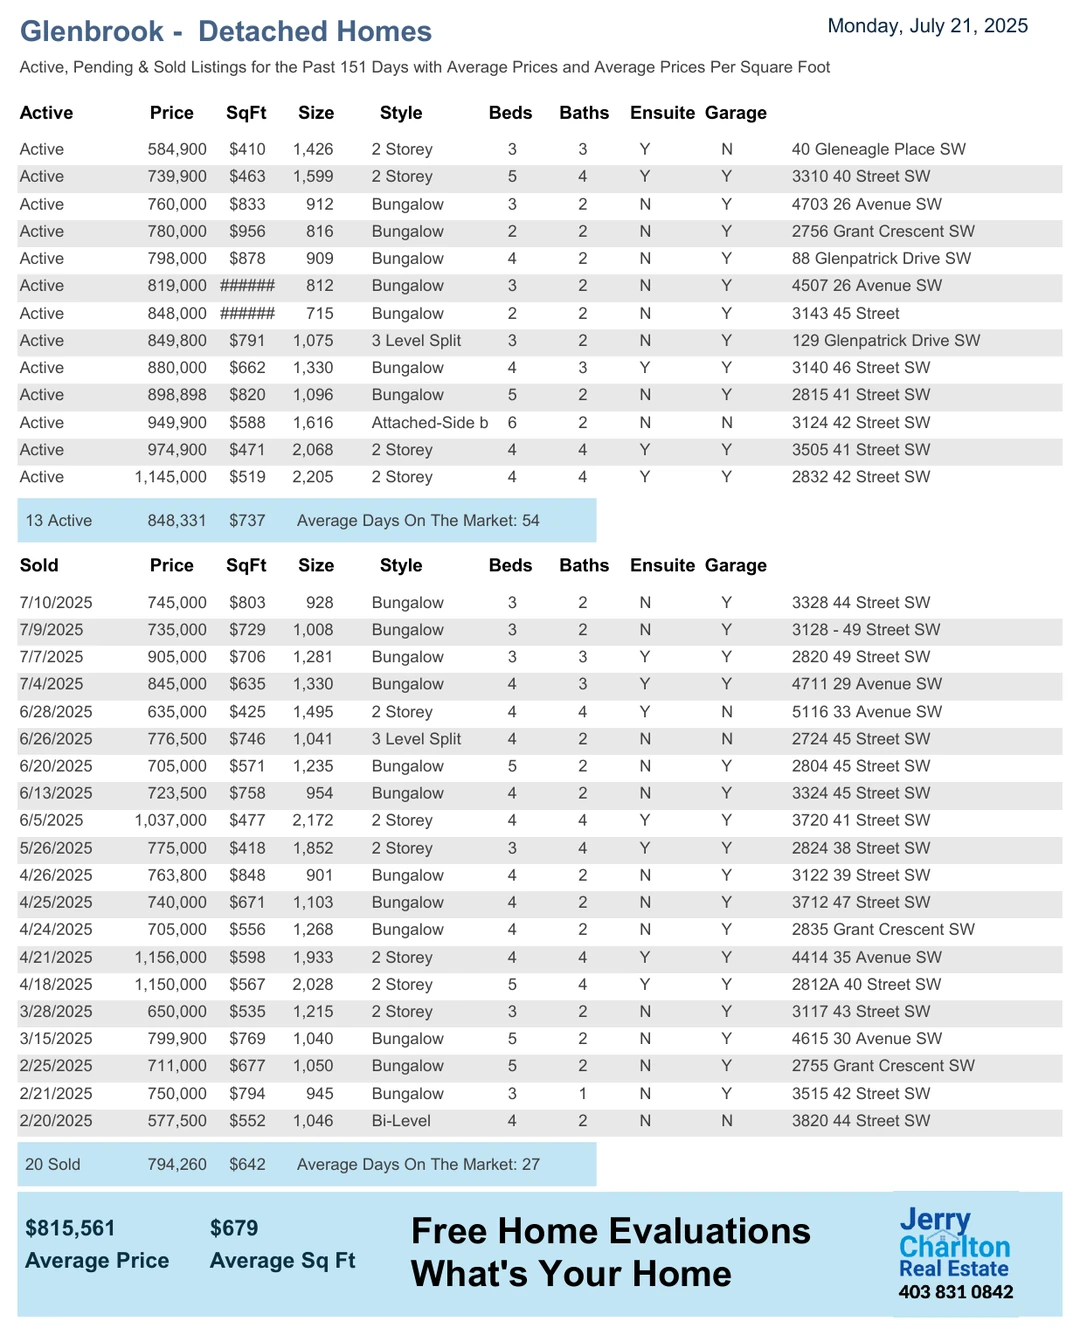 Glenbrook - Detached Homes
Monday, July 21, 2025
Active, Pending & Sold Listings for the Past 151 Days with Average Prices and Average Prices Per Square Foot
Active Price SqFt Size Style Beds Baths Ensuite Garage
Active 584,900 $410 1,426 2 Storey 3 3 Y N 40 Gleneagle Place SW
Active 739,900 $463 1,599 2 Storey 5 4 Y Y 3310 40 Street SW
Active 760,000 $833 912 Bungalow 3 2 N Y 4703 26 Avenue SW
Active 780,000 $956 816 Bungalow 2 2 N Y 2756 Grant Crescent SW
Active 798,000 $878 909 Bungalow 4 2 N Y 88 Glenpatrick Drive SW
Active 819,000 ###### 812 Bungalow 3 2 N Y 4507 26 Avenue SW
Active 848,000 ###### 715 Bungalow 2 2 N Y 3143 45 Street
Active 849,800 $791 1,075 3 Level Split 3 2 N Y 129 Glenpatrick Drive SW
Active 880,000 $662 1,330 Bungalow 4 3 Y Y 3140 46 Street SW
Active 898,898 $820 1,096 Bungalow 5 2 N Y 2815 41 Street SW
Active 949,900 $588 1,616 Attached-Side b 6 2 N N 3124 42 Street SW
Active 974,900 $471 2,068 2 Storey 4 4 Y Y 3505 41 Street SW
Active 1,145,000 $519 2,205 2 Storey 4 4 Y Y 2832 42 Street SW
13 Active 848,331 $737 Average Days On The Market: 54
Sold Price SqFt Size Style Beds Baths Ensuite Garage
7/10/2025 745,000 $803 928 Bungalow 3 2 N Y 3328 44 Street SW
7/9/2025 735,000 $729 1,008 Bungalow 3 2 N Y 3128 - 49 Street SW
7/7/2025 905,000 $706 1,281 Bungalow 3 3 Y Y 2820 49 Street SW
7/4/2025 845,000 $635 1,330 Bungalow 4 3 Y Y 4711 29 Avenue SW
6/28/2025 635,000 $425 1,495 2 Storey 4 4 Y N 5116 33 Avenue SW
6/26/2025 776,500 $746 1,041 3 Level Split 4 2 N N 2724 45 Street SW
6/20/2025 705,000 $571 1,235 Bungalow 5 2 N Y 2804 45 Street SW
6/13/2025 723,500 $758 954 Bungalow 4 2 N Y 3324 45 Street SW
6/5/2025 1,037,000 $477 2,172 2 Storey 4 4 Y Y 3720 41 Street SW
5/26/2025 775,000 $418 1,852 2 Storey 3 4 Y Y 2824 38 Street SW
4/26/2025 763,800 $848 901 Bungalow 4 2 N Y 3122 39 Street SW
4/25/2025 740,000 $671 1,103 Bungalow 4 2 N Y 3712 47 Street SW
4/24/2025 705,000 $556 1,268 Bungalow 4 2 N Y 2835 Grant Crescent SW
4/21/2025 1,156,000 $598 1,933 2 Storey 4 4 Y Y 4414 35 Avenue SW
4/18/2025 1,150,000 $567 2,028 2 Storey 5 4 Y Y 2812A 40 Street SW
3/28/2025 650,000 $535 1,215 2 Storey 3 2 N Y 3117 43 Street SW
3/15/2025 799,900 $769 1,040 Bungalow 5 2 N Y 4615 30 Avenue SW
2/25/2025 711,000 $677 1,050 Bungalow 5 2 N Y 2755 Grant Crescent SW
2/21/2025 750,000 $794 945 Bungalow 3 1 N Y 3515 42 Street SW
2/20/2025 577,500 $552 1,046 Bi-Level 4 2 N N 3820 44 Street SW
20 Sold 794,260 $642 Average Days On The Market: 27
$815,561 $679
Average Price Average Sq Ft
Free Home Evaluations
What's Your Home
Jerry
Charlton
Real Estate
403 831 0842